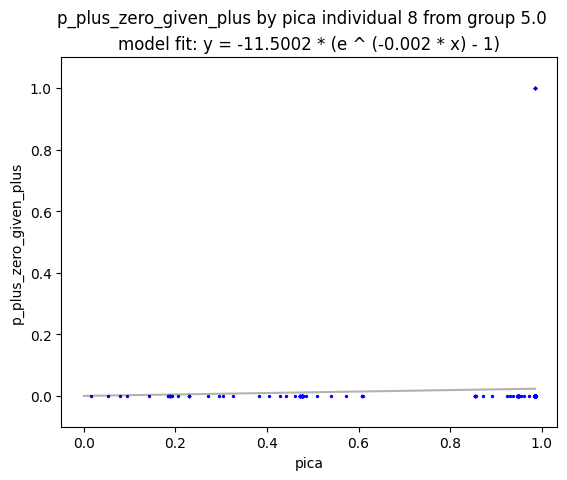 p_plus_zero_given_plus by pica individual 8 from group 5.0
model fit: y = -11.5002 * (e ^ (-0.002 * x) - 1)
1.0
0.8
0.6
0.4
0.2
0.0
p_plus_zero_given_plus
0.0 0.2 0.4 0.6 0.8 1.0
pica